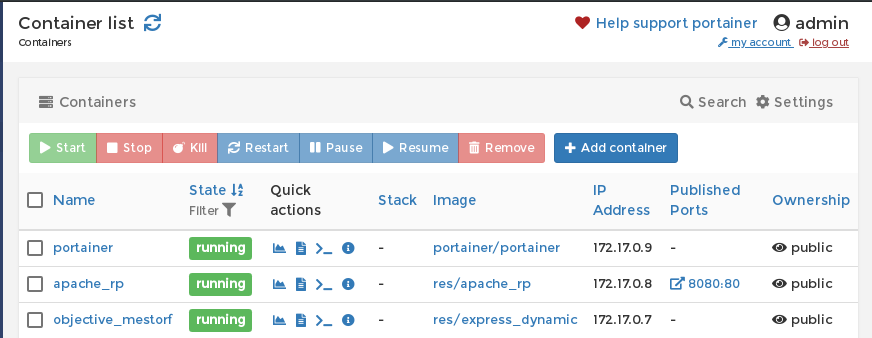 Container list Help support portainer admin
Containers my account log out
Containers Search Settings
Start Stop Kill Restart Pause Resume Remove Add container
Name State Filter Quick actions Stack Image IP Address Published Ports Ownership
portainer running - portainer/portainer 172.17.0.9 - public
apache_rp running - res/apache_rp 172.17.0.8 8080:80 public
objective_mestorf running - res/express_dynamic 172.17.0.7 - public